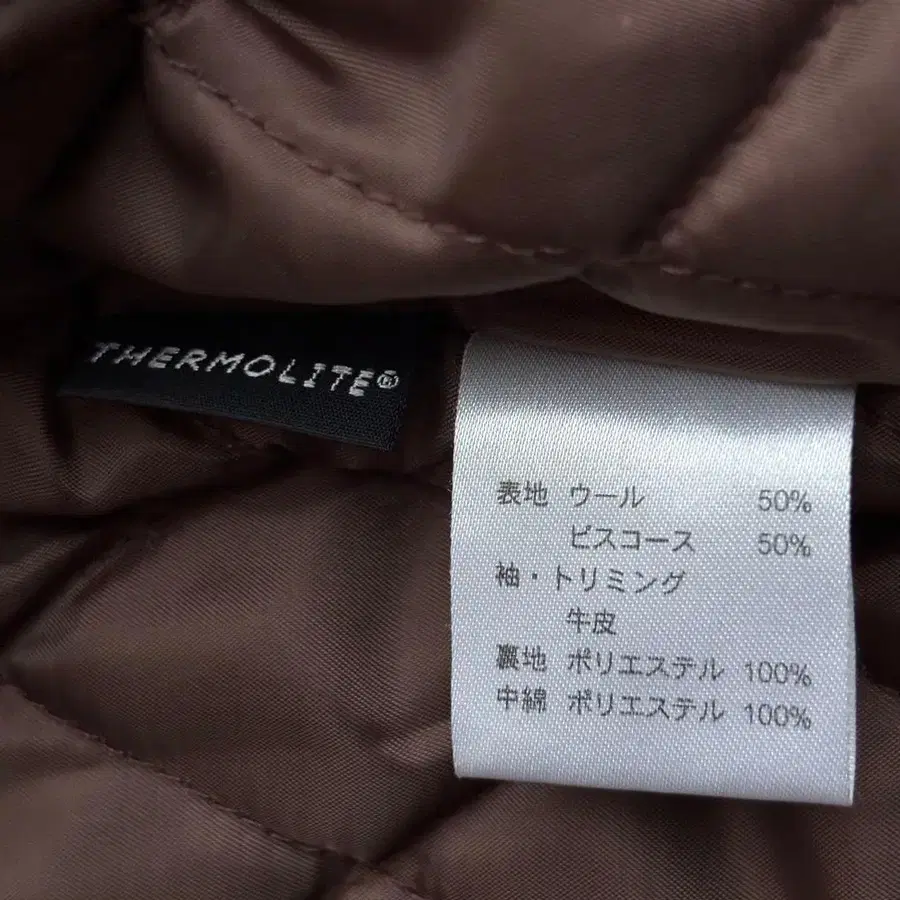 THERMOLITE®
表地 ウール 50%
ビスコース 50%
袖・トリミング
牛皮
裏地 ポリエステル 100%
中綿 ポリエステル 100%